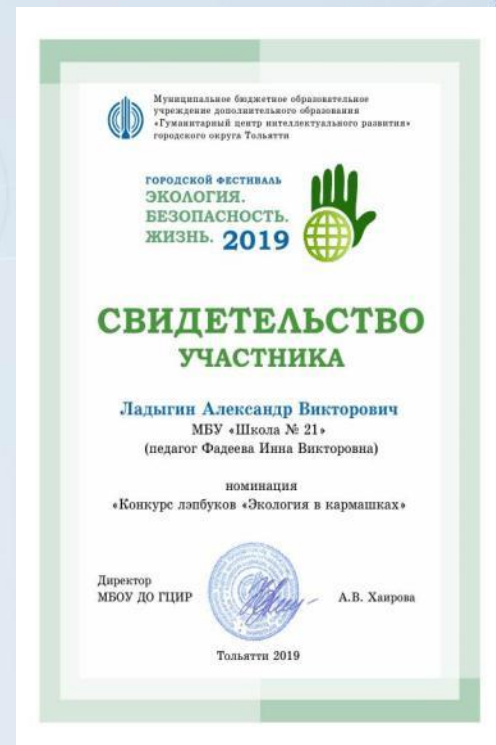 Муниципальное бюджетное образовательное
учреждение дополнительного образования
«Гуманитарный центр интеллектуального развития»
городского округа Тольятти
ГОРОДСКОЙ ФЕСТИВАЛЬ
ЭКОЛОГИЯ.
БЕЗОПАСНОСТЬ.
ЖИЗНЬ. 2019
СВИДЕТЕЛЬСТВО
УЧАСТНИКА
Ладыгин Александр Викторович
МБУ «Школа № 21»
(педагог Фадеева Инна Викторовна)
номинация
«Конкурс лэпбуков «Экология в кармашках»
Директор
МБОУ ДО ГЦИР
А.В. Хаирова
Тольятти 2019